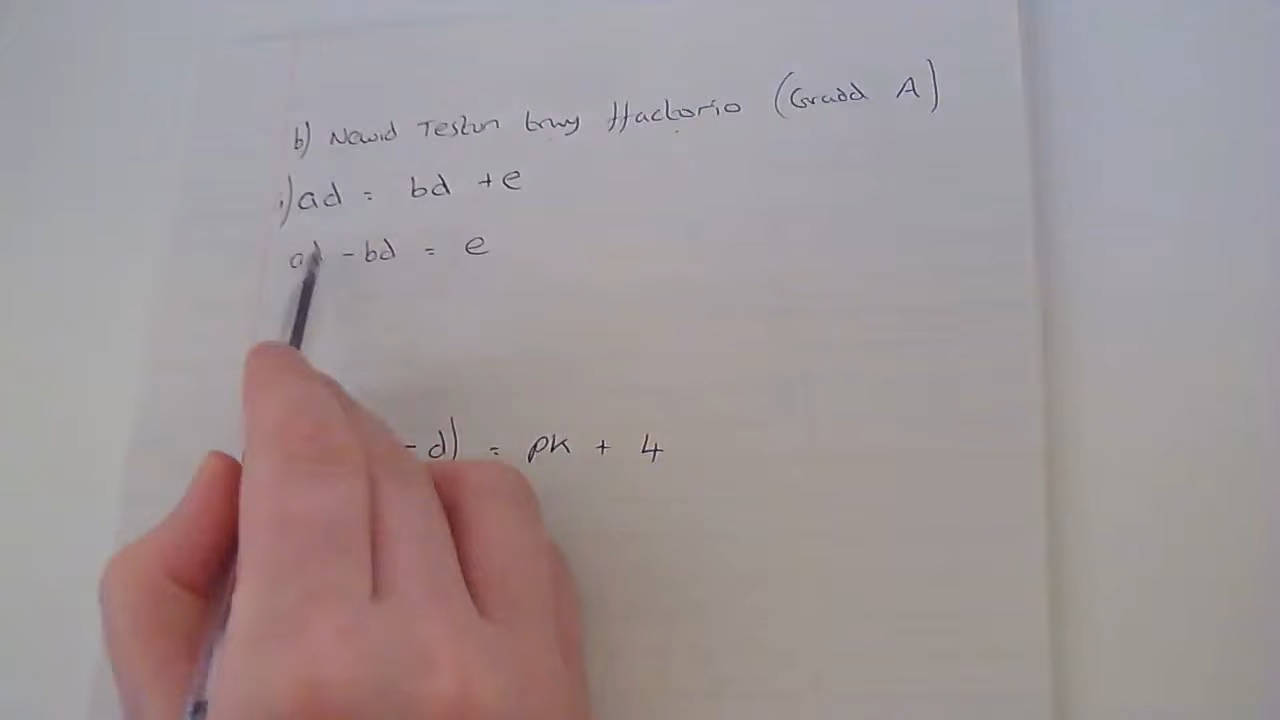 b) Newid Testun trwy ffactorio (Gradd A)
i) ad = bd + e
ad - bd = e
- d) = pk + 4